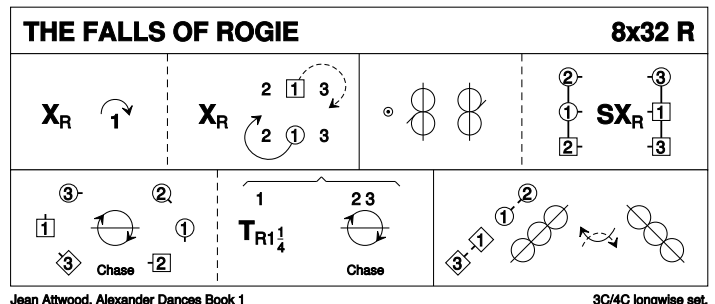 THE FALLS OF ROGIE 8x32 R
XR 1
XR 2 1 3
2 1 3
2 3
1 SXR 1
2 3
3 2
1 1
3 Chase 2
1 2 3
TR1 1/4
Chase
2
1
1
3
Jean Attwood, Alexander Dances Book 1 3C/4C longwise set.